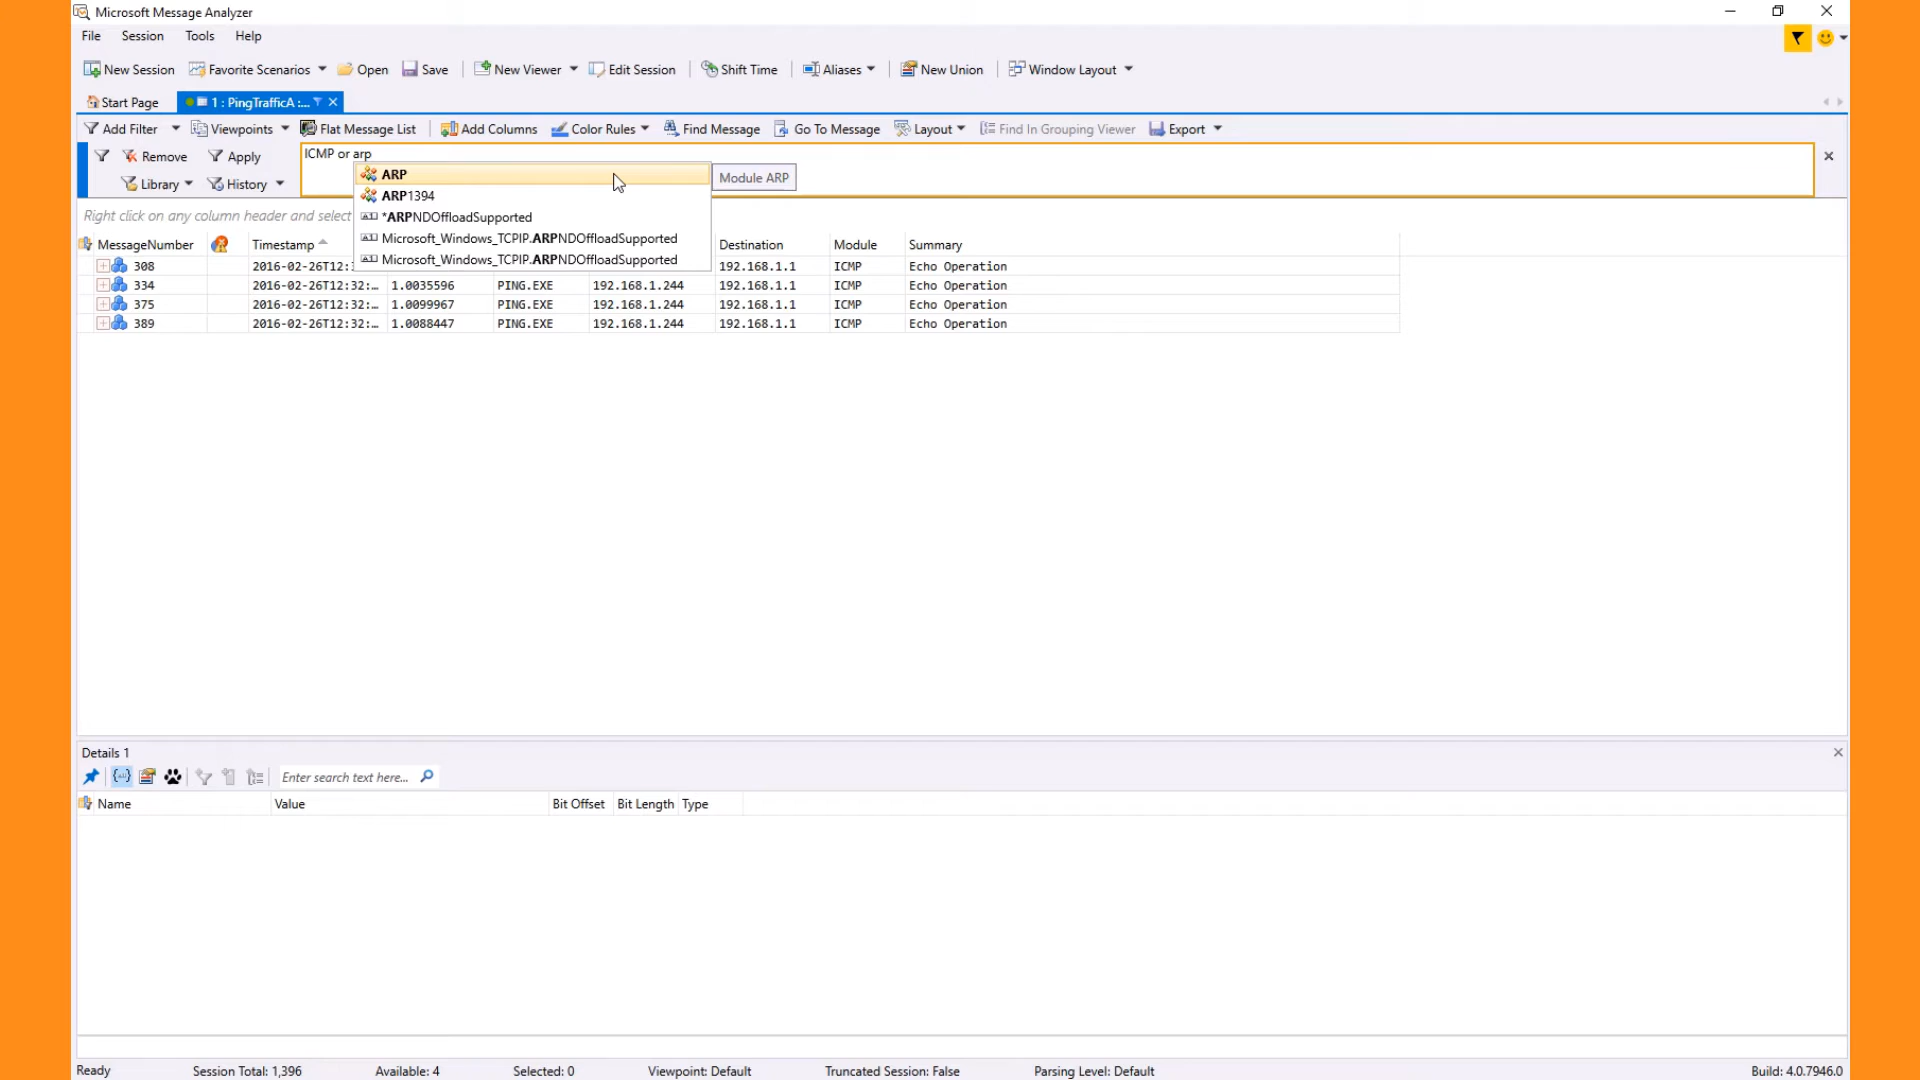 Microsoft Message Analyzer
File Session Tools Help
New Session Favorite Scenarios Open Save New Viewer Edit Session Shift Time Aliases New Union Window Layout
Start Page 1 : PingTrafficA :...
Add Filter Viewpoints Flat Message List Add Columns Color Rules Find Message Go To Message Layout Find In Grouping Viewer Export
Remove Apply ICMP or arp
Library History
ARP Module ARP
ARP1394
*ARPNDOffloadSupported
Microsoft_Windows_TCPIP.ARPNDOffloadSupported
Microsoft_Windows_TCPIP.ARPNDOffloadSupported
Right click on any column header and select
MessageNumber Timestamp Destination Module Summary
308 2016-02-26T12:3 192.168.1.1 ICMP Echo Operation
334 2016-02-26T12:32:... 1.0035596 PING.EXE 192.168.1.244 192.168.1.1 ICMP Echo Operation
375 2016-02-26T12:32:... 1.0099967 PING.EXE 192.168.1.244 192.168.1.1 ICMP Echo Operation
389 2016-02-26T12:32:... 1.0088447 PING.EXE 192.168.1.244 192.168.1.1 ICMP Echo Operation
Details 1
Enter search text here...
Name Value Bit Offset Bit Length Type
Ready Session Total: 1,396 Available: 4 Selected: 0 Viewpoint: Default Truncated Session: False Parsing Level: Default Build: 4.0.7946.0